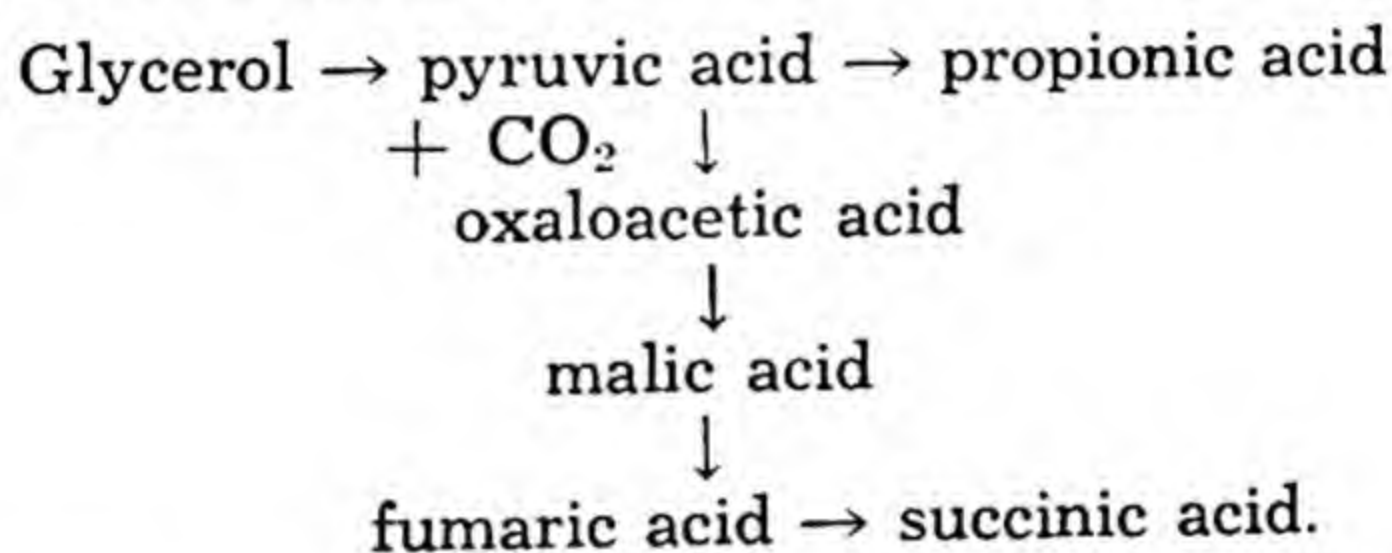 Glycerol → pyruvic acid → propionic acid
+ CO₂ ↓
oxaloacetic acid
↓
malic acid
↓
fumaric acid → succinic acid.